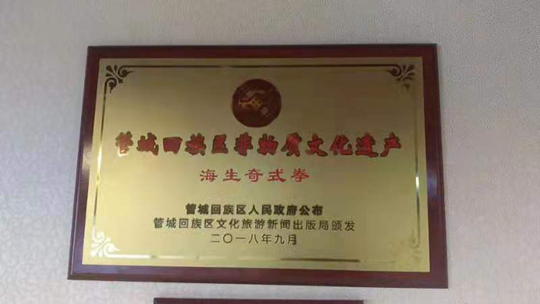 管城回族区非物质文化遗产
海生奇式拳
管城回族区人民政府公布
管城回族区文化旅游新闻出版局颁发
二〇一八年九月